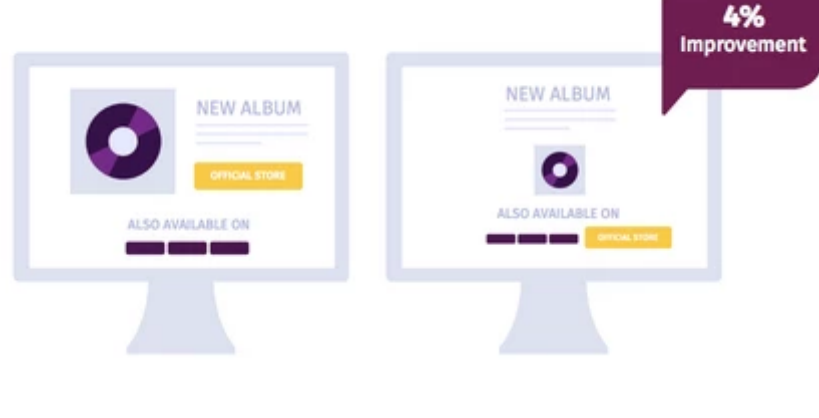 4%
Improvement
NEW ALBUM
OFFICIAL STORE
ALSO AVAILABLE ON
NEW ALBUM
ALSO AVAILABLE ON
OFFICIAL STORE